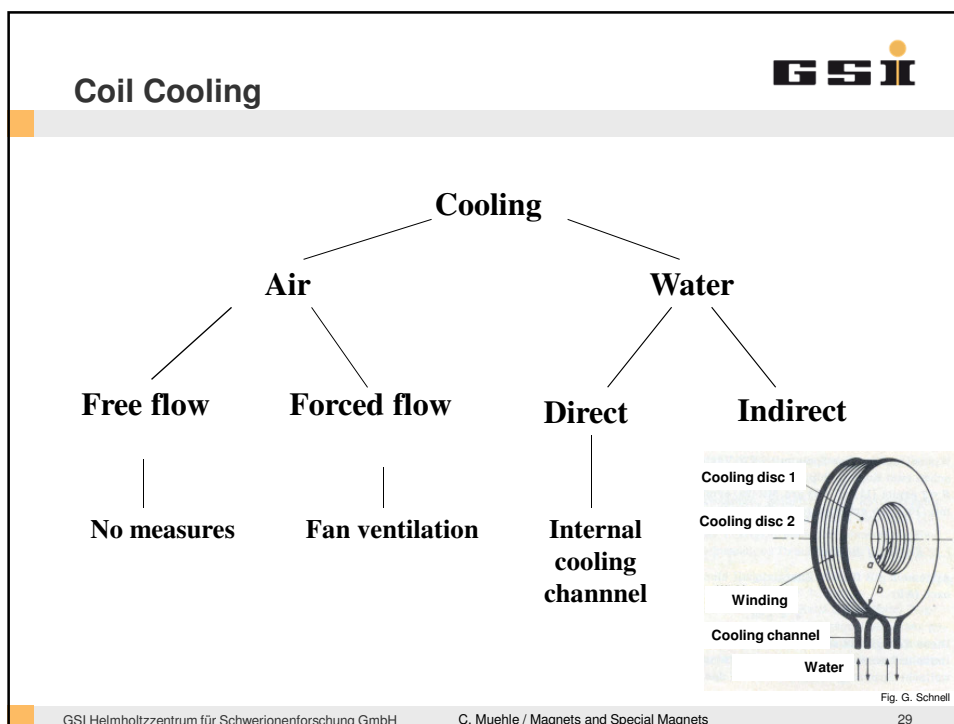 GSI
Coil Cooling
Cooling
Air
Water
Free flow
Forced flow
Direct
Indirect
No measures
Fan ventilation
Internal
cooling
channnel
Cooling disc 1
Cooling disc 2
a
b
Winding
Cooling channel
Water
Fig. G. Schnell
GSI Helmholtzzentrum für Schwerionenforschung GmbH
C. Muehle / Magnets and Special Magnets
29